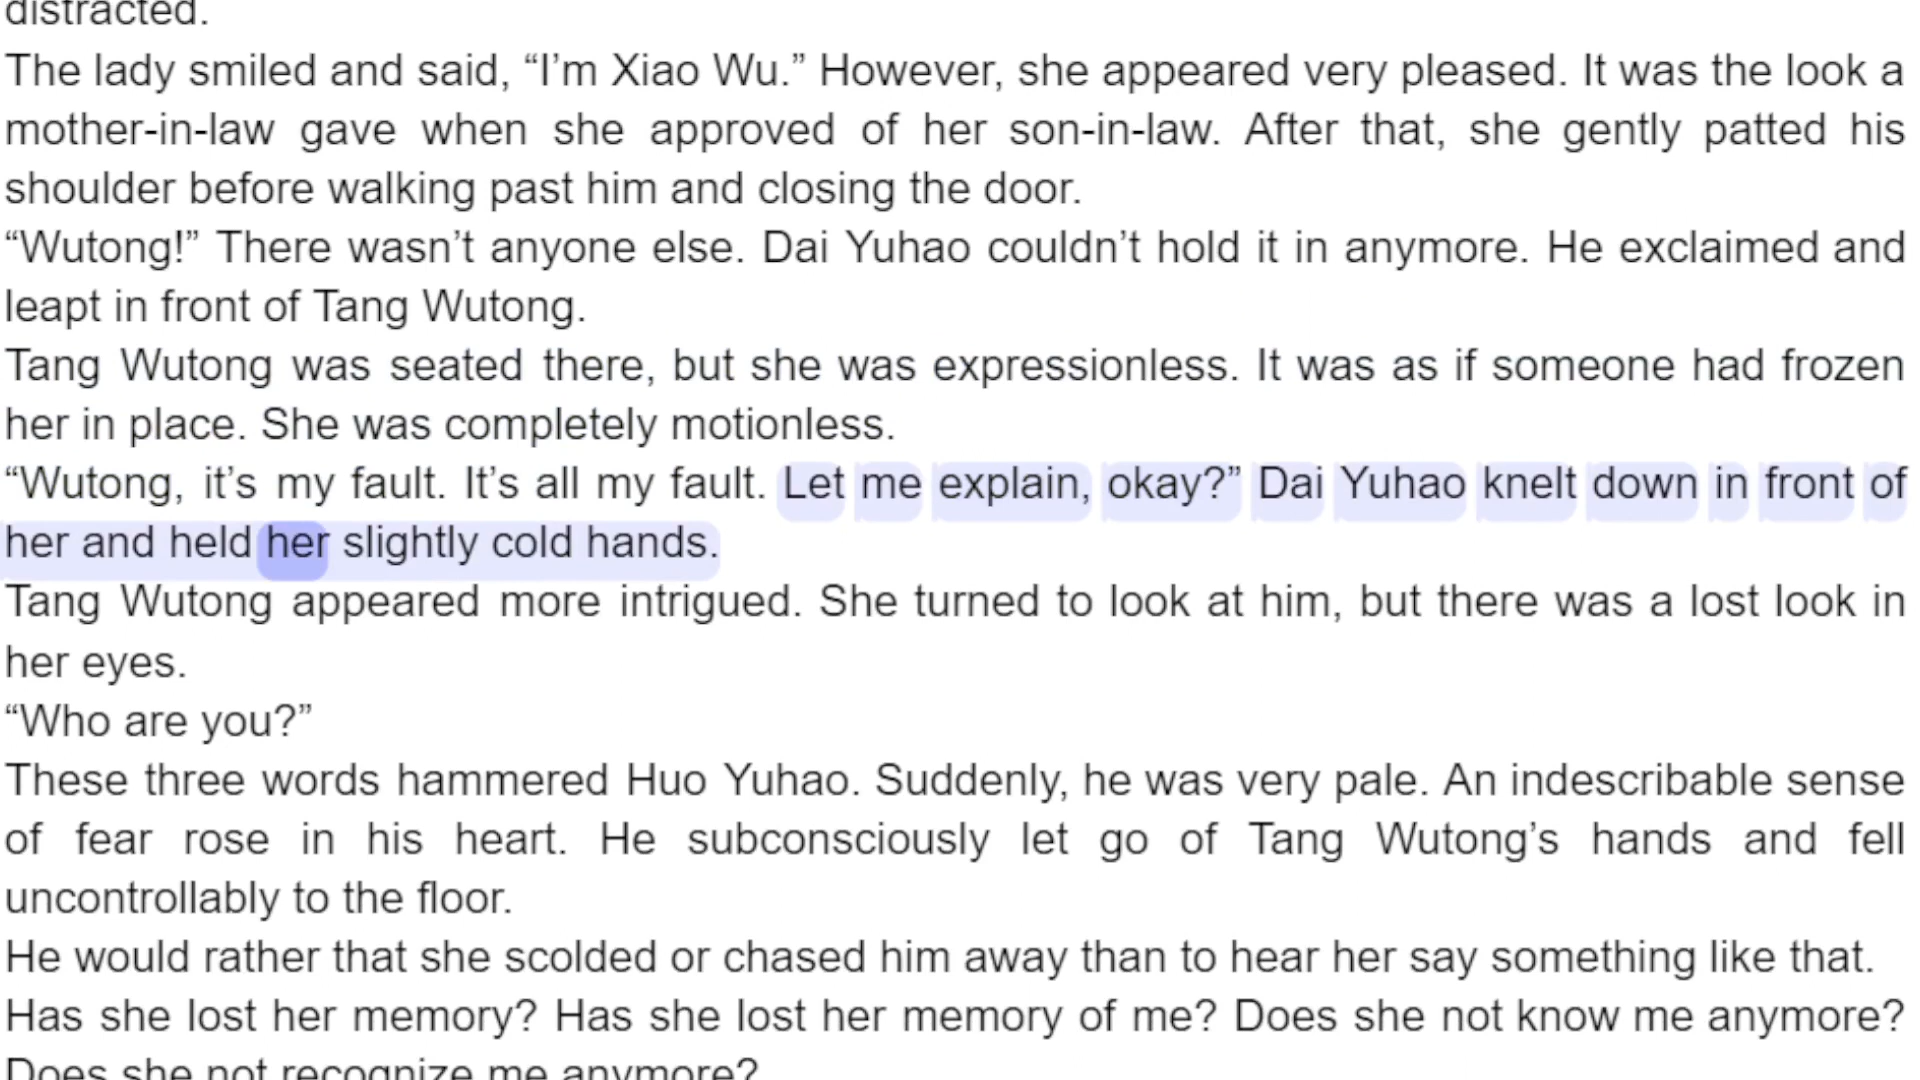 distracted.
The lady smiled and said, “I’m Xiao Wu.” However, she appeared very pleased. It was the look a
mother-in-law gave when she approved of her son-in-law. After that, she gently patted his
shoulder before walking past him and closing the door.
“Wutong!” There wasn’t anyone else. Dai Yuhao couldn’t hold it in anymore. He exclaimed and
leapt in front of Tang Wutong.
Tang Wutong was seated there, but she was expressionless. It was as if someone had frozen
her in place. She was completely motionless.
“Wutong, it’s my fault. It’s all my fault. Let me explain, okay?” Dai Yuhao knelt down in front of
her and held her slightly cold hands.
Tang Wutong appeared more intrigued. She turned to look at him, but there was a lost look in
her eyes.
“Who are you?”
These three words hammered Huo Yuhao. Suddenly, he was very pale. An indescribable sense
of fear rose in his heart. He subconsciously let go of Tang Wutong’s hands and fell
uncontrollably to the floor.
He would rather that she scolded or chased him away than to hear her say something like that.
Has she lost her memory? Has she lost her memory of me? Does she not know me anymore?
Does she not recognize me anymore?